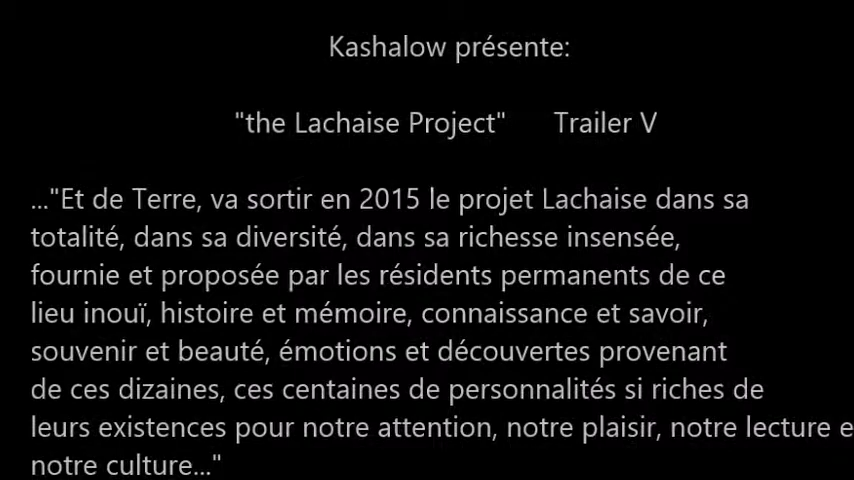 Kashalow présente:
"the Lachaise Project" Trailer V
..."Et de Terre, va sortir en 2015 le projet Lachaise dans sa
totalité, dans sa diversité, dans sa richesse insensée,
fournie et proposée par les résidents permanents de ce
lieu inouï, histoire et mémoire, connaissance et savoir,
souvenir et beauté, émotions et découvertes provenant
de ces dizaines, ces centaines de personnalités si riches de
leurs existences pour notre attention, notre plaisir, notre lecture e
notre culture..."